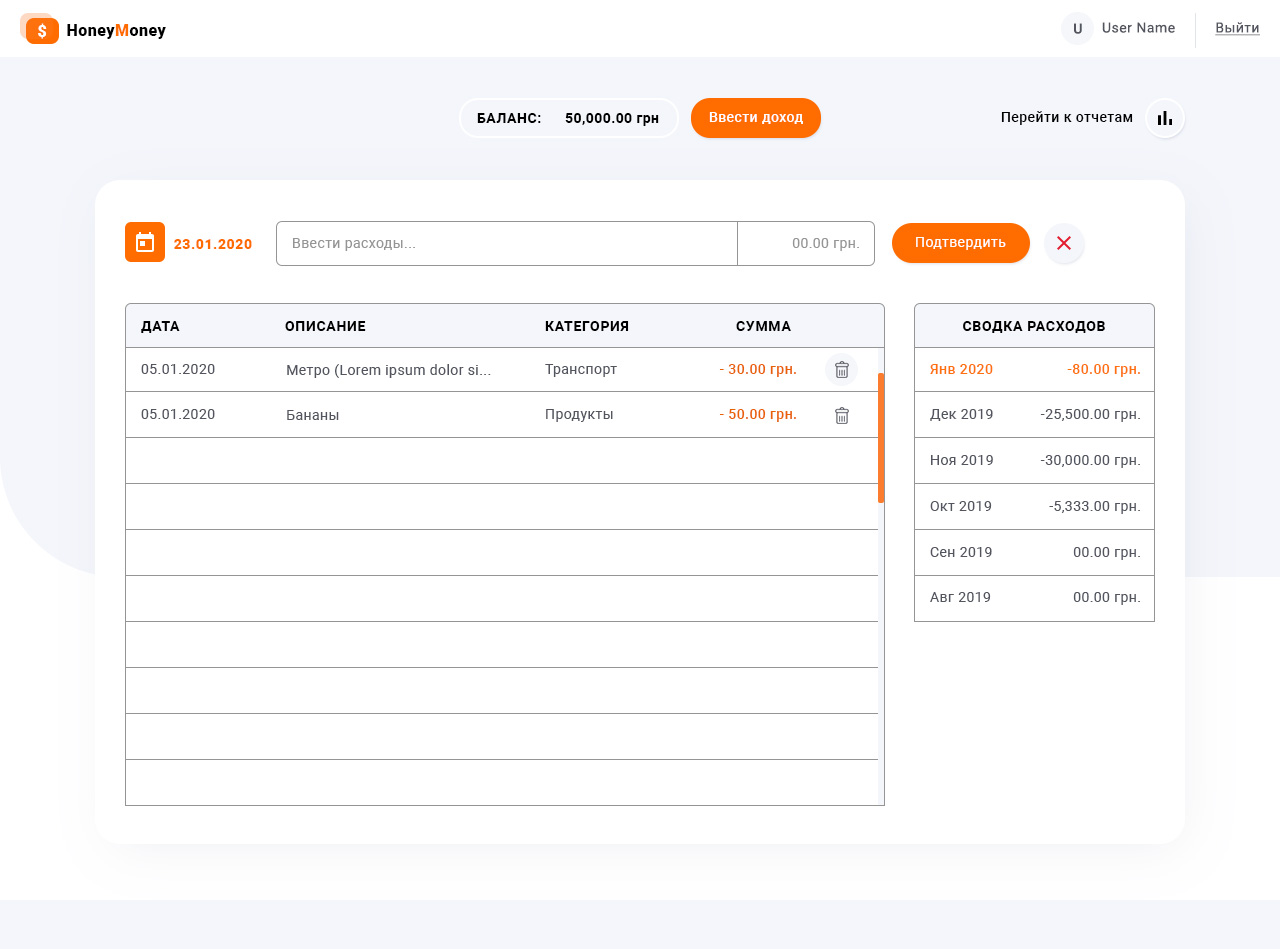 $ HoneyMoney
U User Name Выйти
БАЛАНС: 50,000.00 грн Ввести доход Перейти к отчетам
23.01.2020 Ввести расходы... 00.00 грн. Подтвердить
ДАТА ОПИСАНИЕ КАТЕГОРИЯ СУММА
05.01.2020 Метро (Lorem ipsum dolor si... Транспорт - 30.00 грн.
05.01.2020 Бананы Продукты - 50.00 грн.
СВОДКА РАСХОДОВ
Янв 2020 -80.00 грн.
Дек 2019 -25,500.00 грн.
Ноя 2019 -30,000.00 грн.
Окт 2019 -5,333.00 грн.
Сен 2019 00.00 грн.
Авг 2019 00.00 грн.